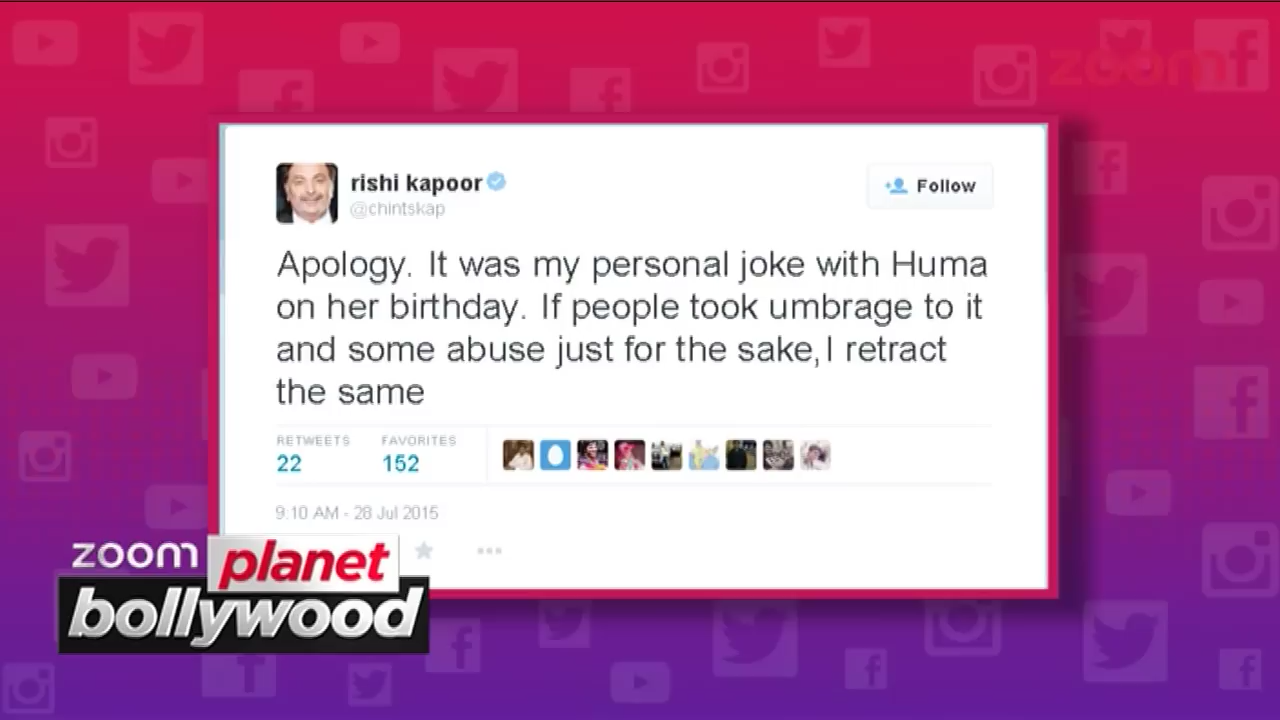 zoom
rishi kapoor
@chintskap
Follow
Apology. It was my personal joke with Huma
on her birthday. If people took umbrage to it
and some abuse just for the sake,I retract
the same
RETWEETS
FAVORITES
22
152
9:10 AM - 28 Jul 2015
zoom planet
bollywood